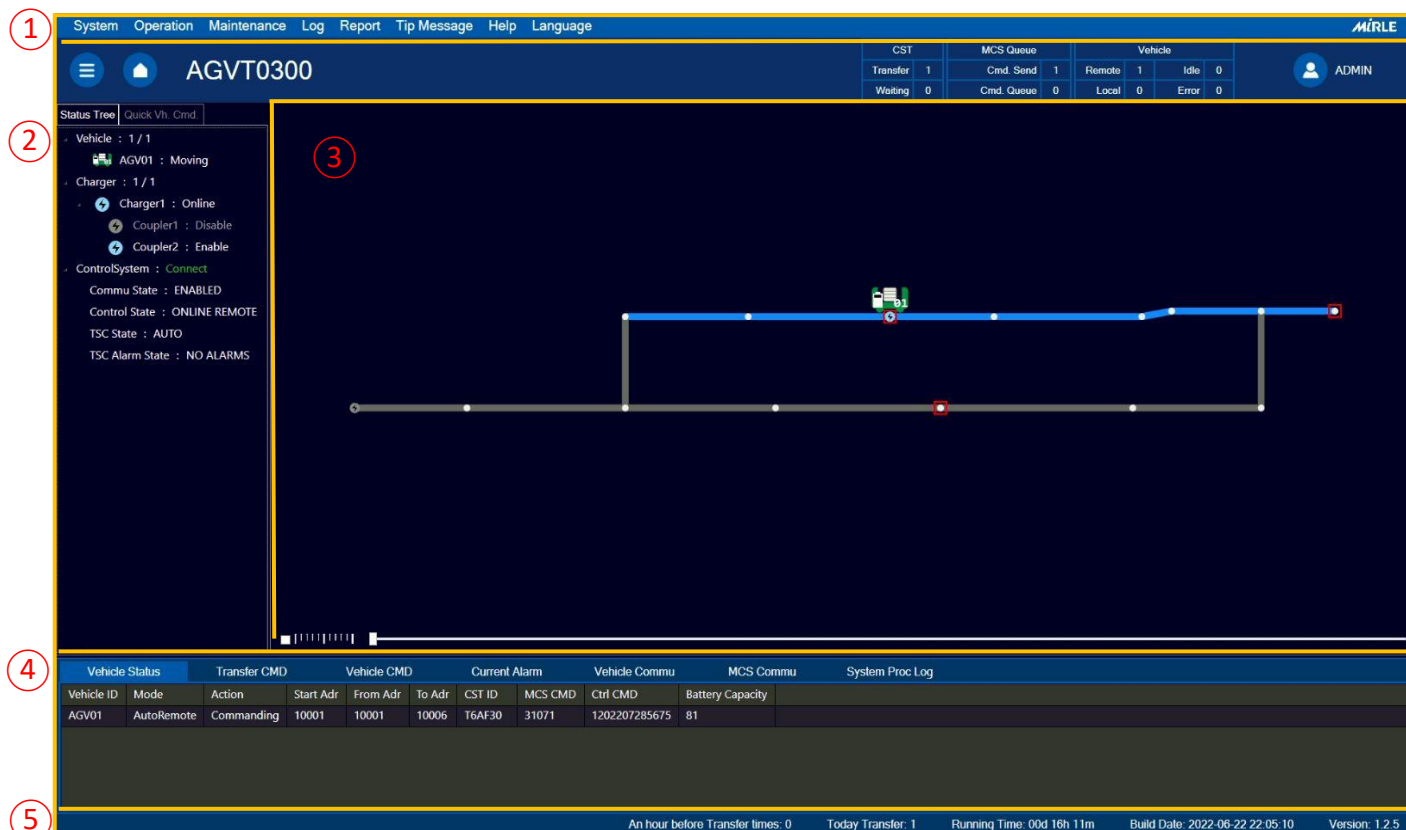 1
System Operation Maintenance Log Report Tip Message Help Language MiRLE
AGVT0300
CST MCS Queue Vehicle
Transfer 1 Cmd. Send 1 Remote 1 Idle 0
Waiting 0 Cmd. Queue 0 Local 0 Error 0
ADMIN
2
Status Tree Quick Vh. Cmd.
Vehicle : 1 / 1
AGV01 : Moving
Charger : 1 / 1
Charger1 : Online
Coupler1 : Disable
Coupler2 : Enable
ControlSystem : Connect
Commu State : ENABLED
Control State : ONLINE REMOTE
TSC State : AUTO
TSC Alarm State : NO ALARMS
3
01
4
Vehicle Status Transfer CMD Vehicle CMD Current Alarm Vehicle Commu MCS Commu System Proc Log
Vehicle ID Mode Action Start Adr From Adr To Adr CST ID MCS CMD Ctrl CMD Battery Capacity
AGV01 AutoRemote Commanding 10001 10001 10006 T6AF30 31071 1202207285675 81
5
An hour before Transfer times: 0 Today Transfer: 1 Running Time: 00d 16h 11m Build Date: 2022-06-22 22:05:10 Version: 1.2.5